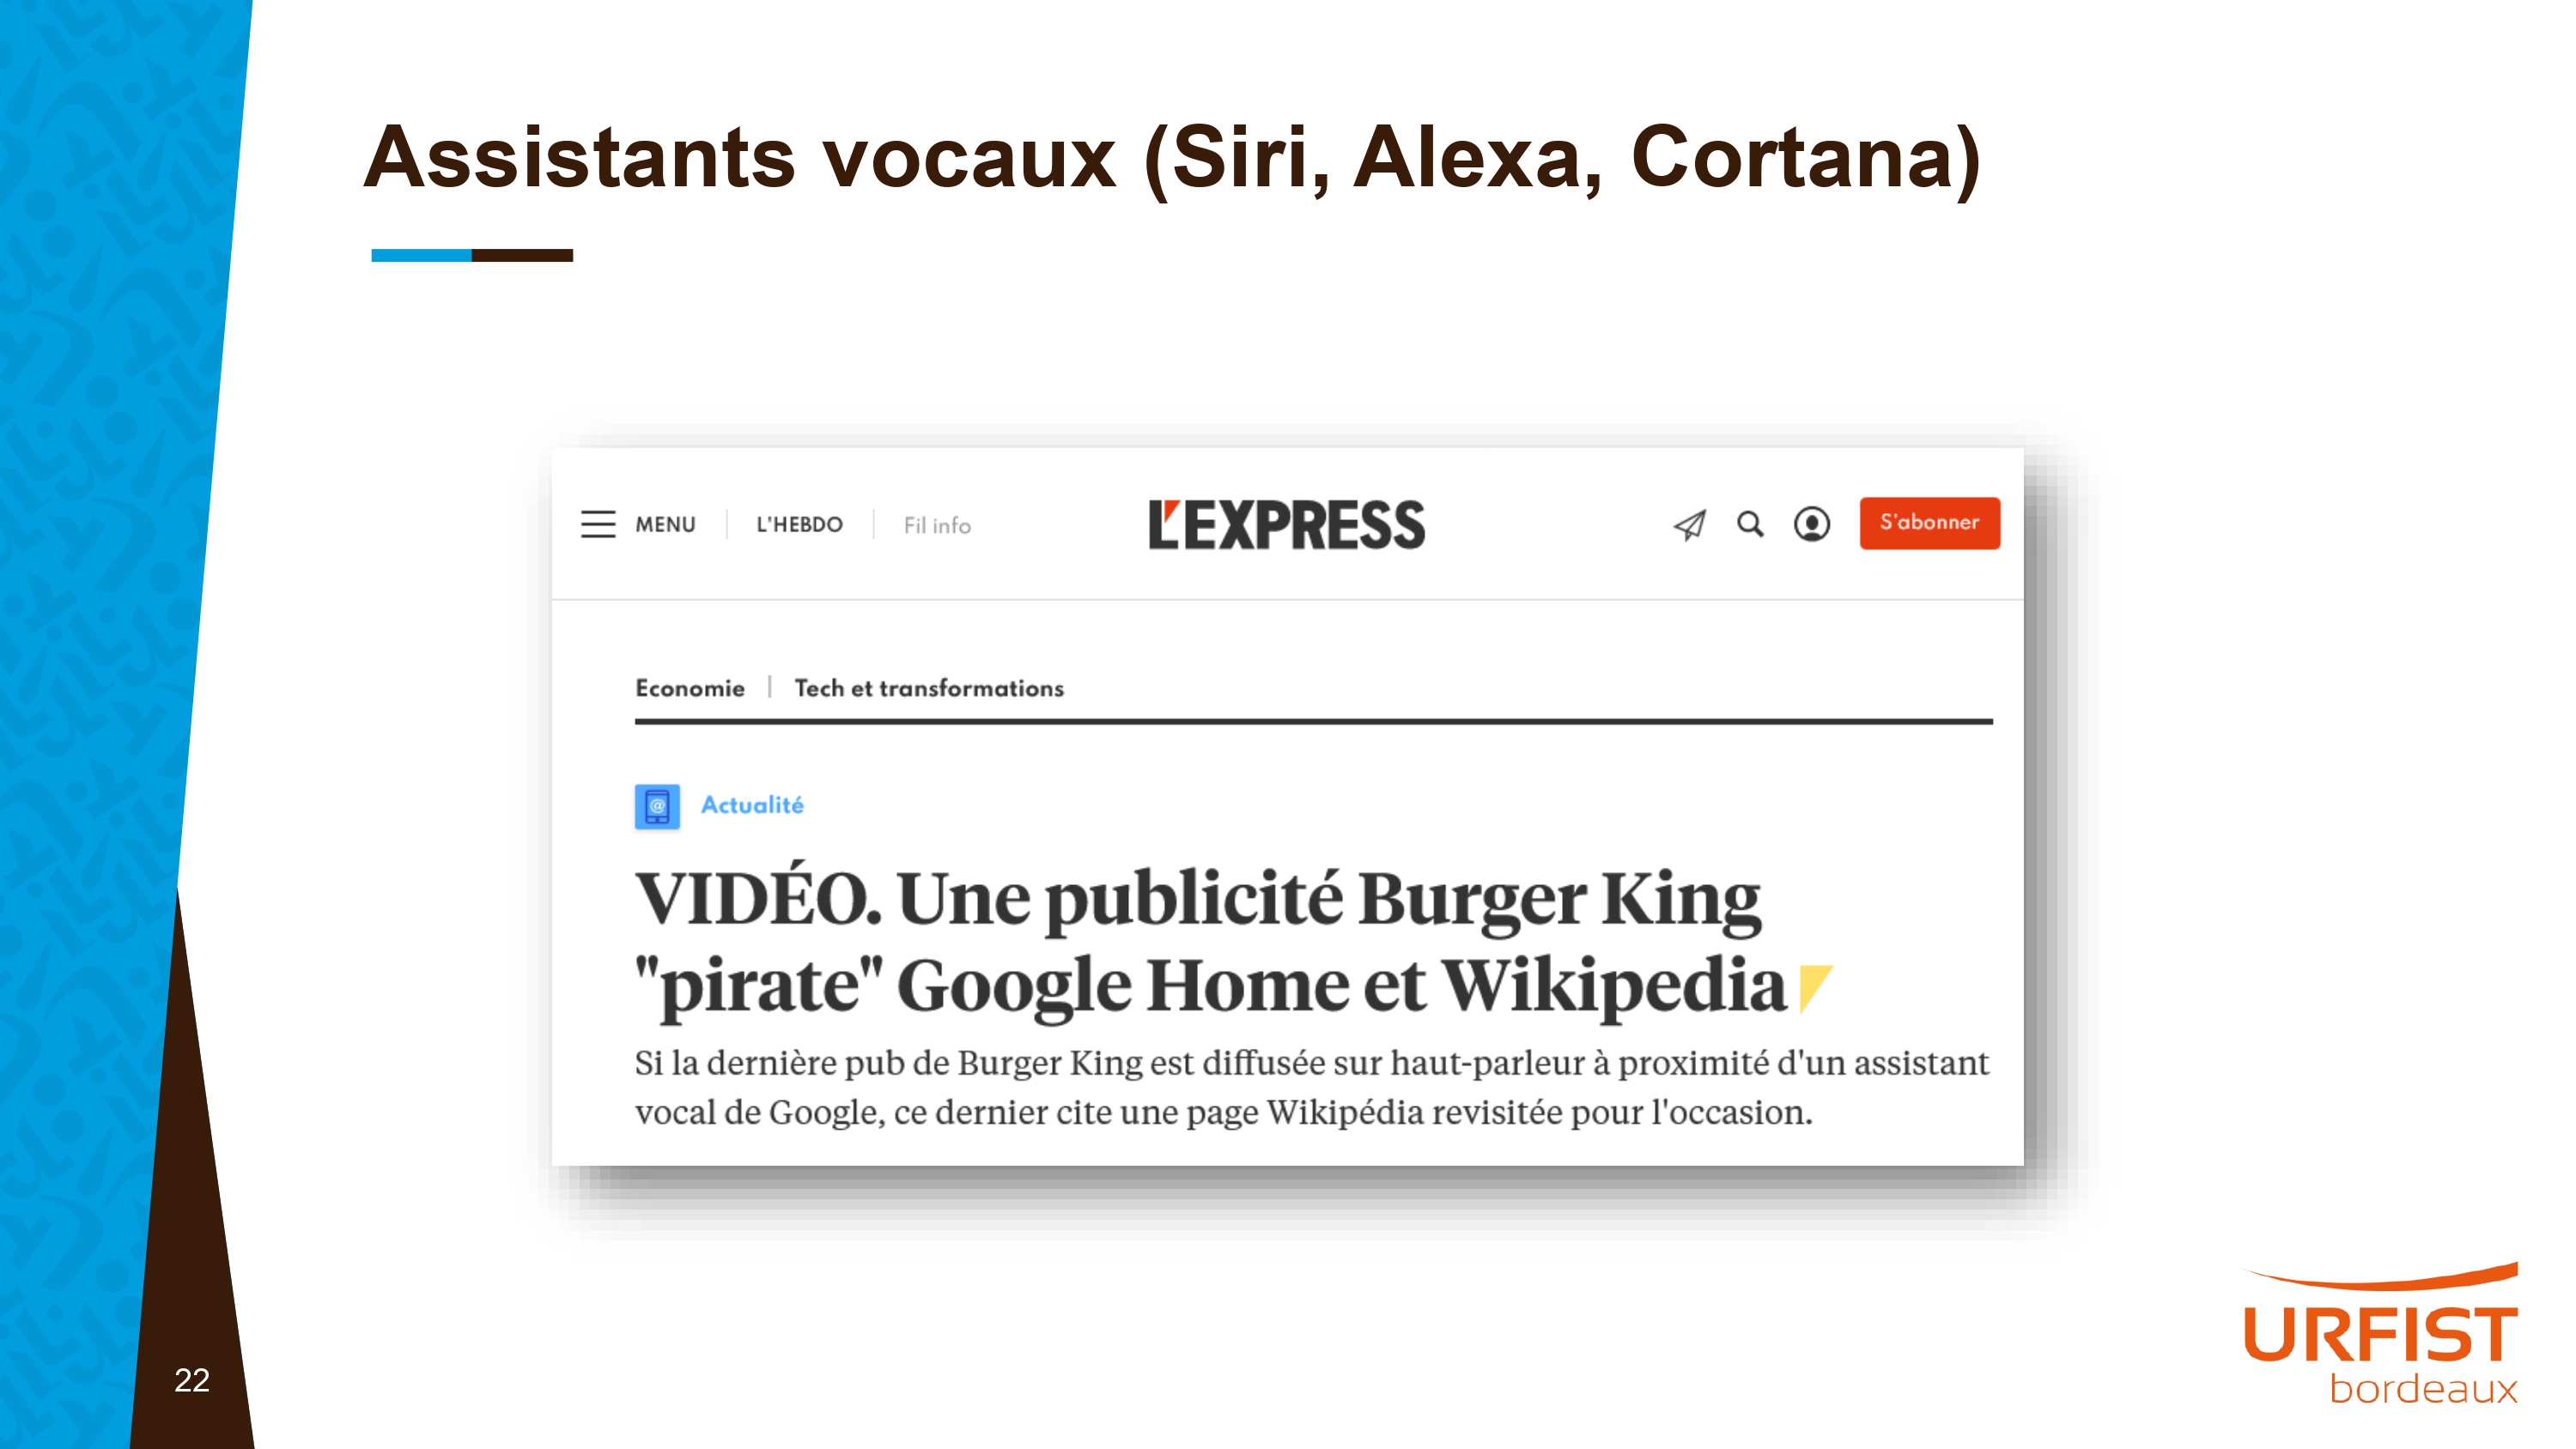 Assistants vocaux (Siri, Alexa, Cortana)
MENU L'HEBDO Fil info L'EXPRESS S'abonner
Economie | Tech et transformations
Actualité
VIDÉO. Une publicité Burger King
"pirate" Google Home et Wikipedia
Si la dernière pub de Burger King est diffusée sur haut-parleur à proximité d'un assistant
vocal de Google, ce dernier cite une page Wikipédia revisitée pour l'occasion.
22
URFIST
bordeaux